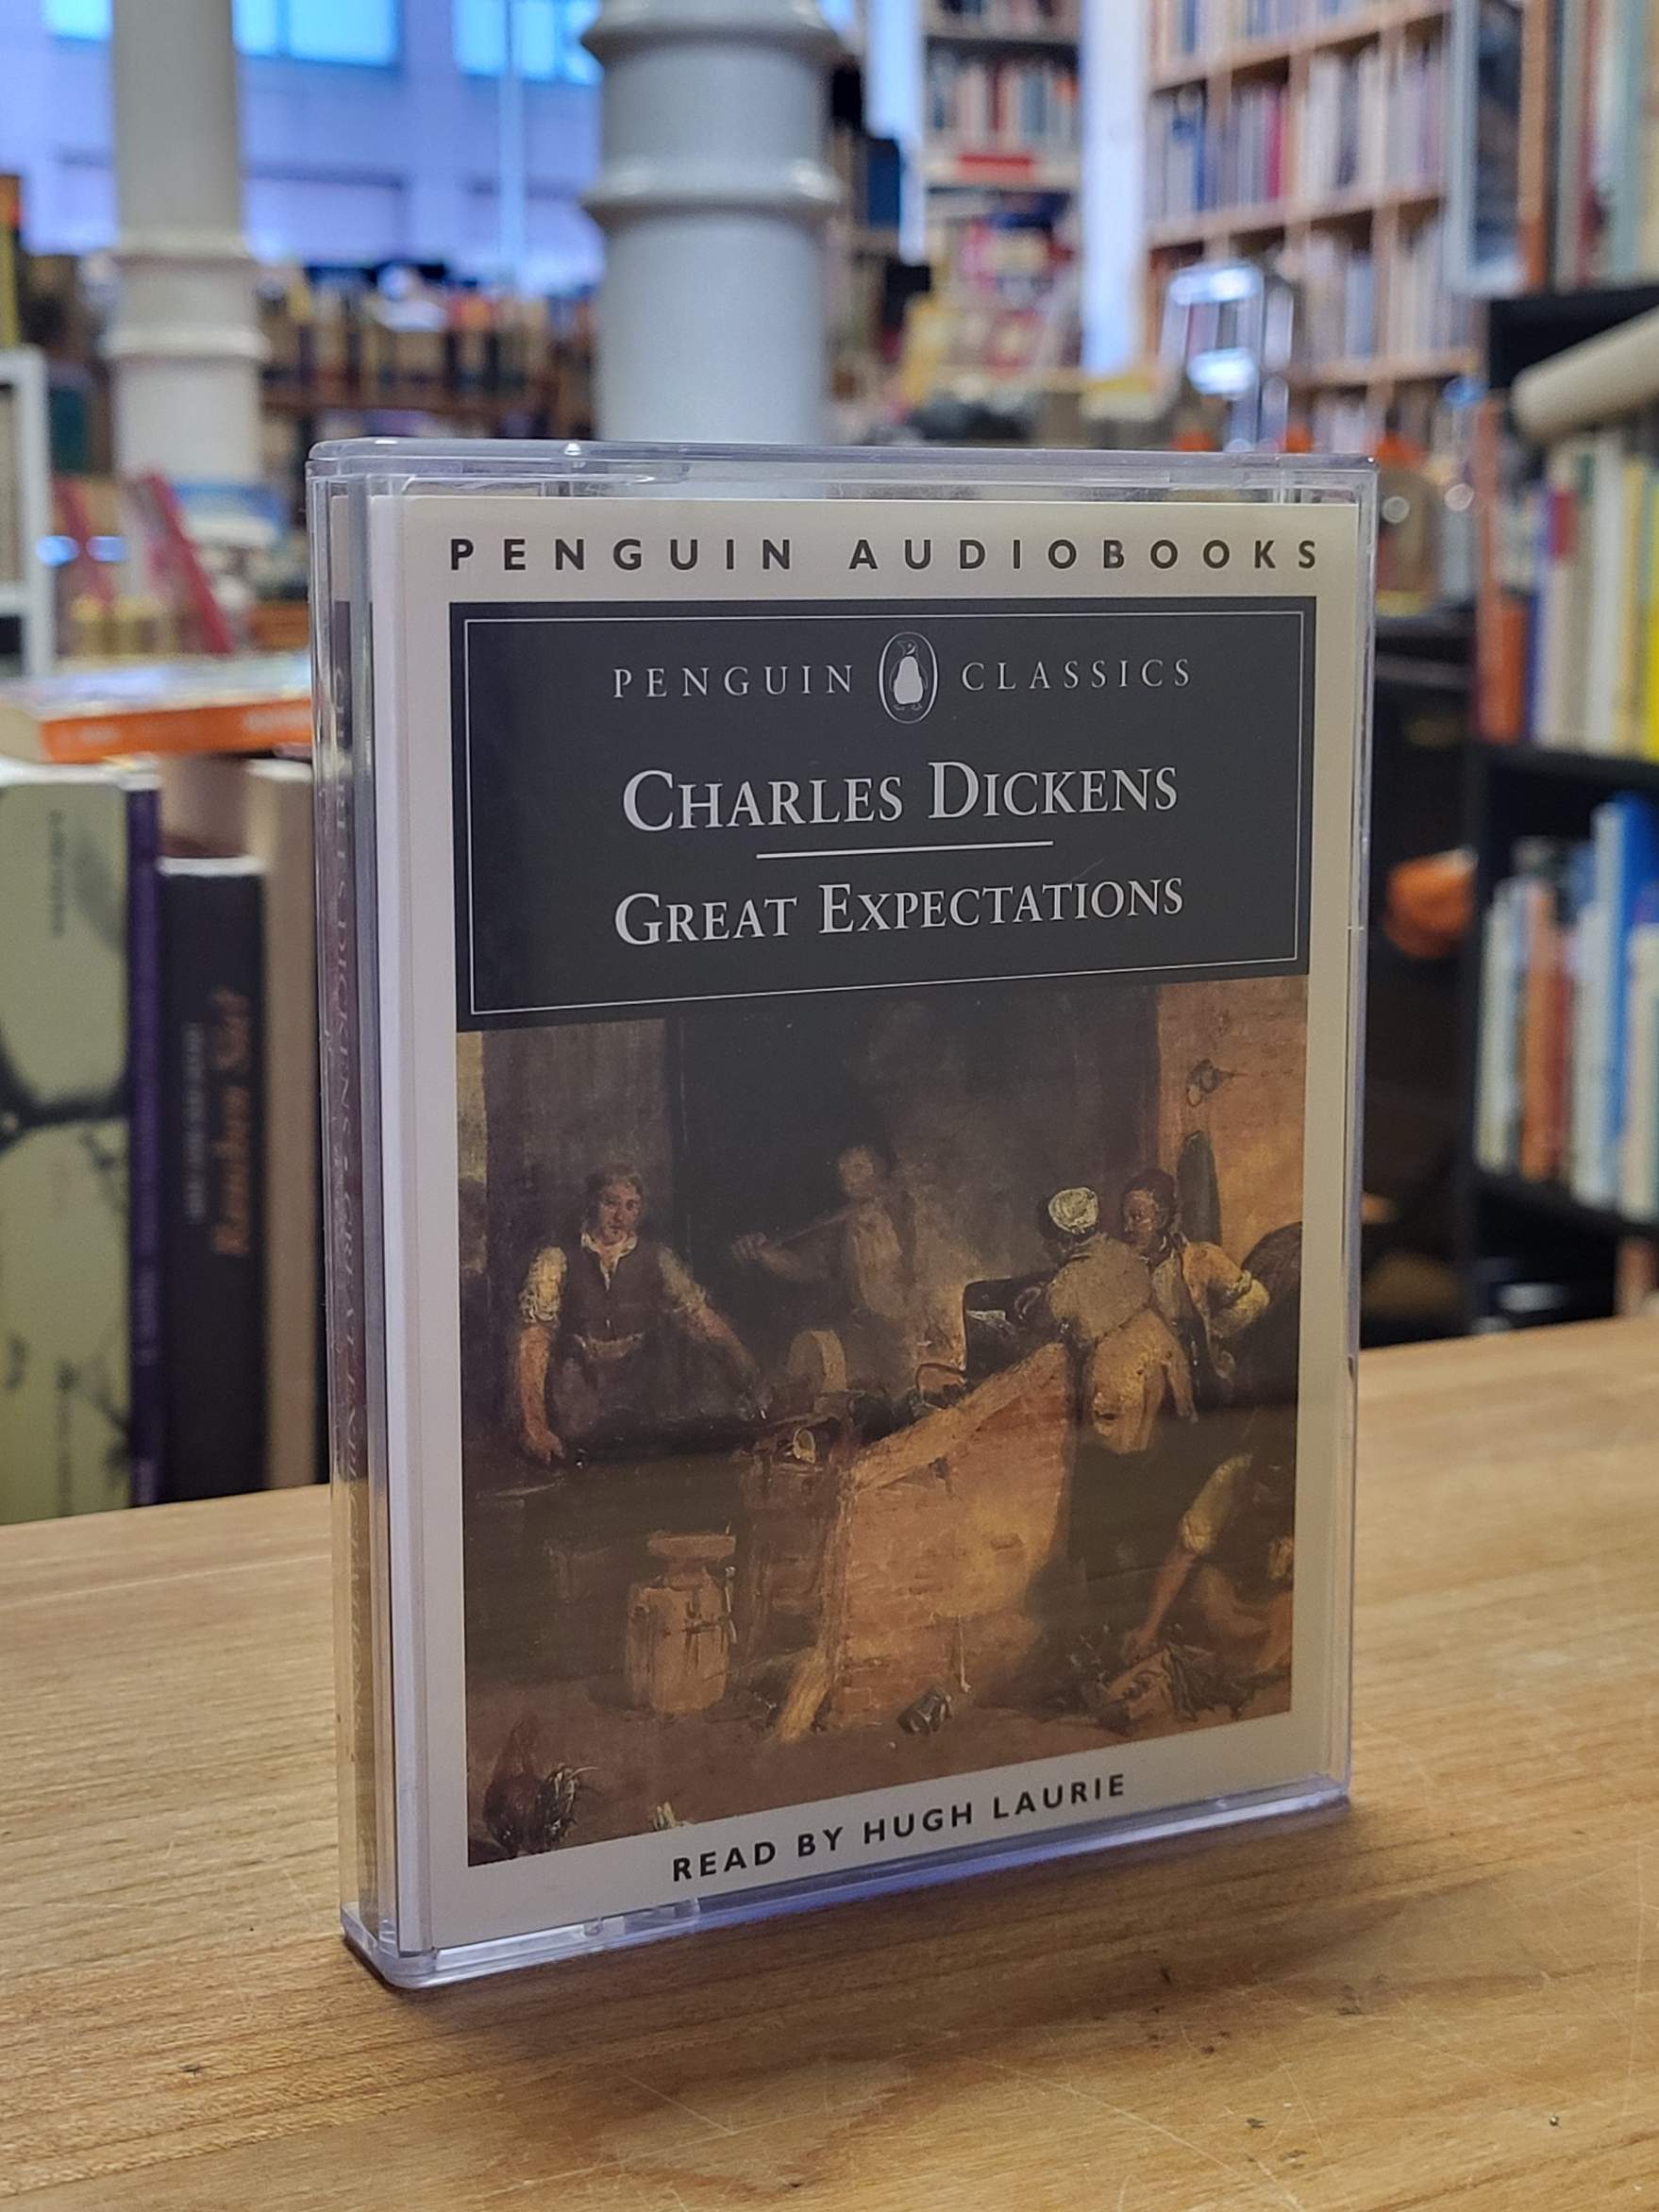 PENGUIN AUDIOBOOKS
PENGUIN CLASSICS
CHARLES DICKENS
GREAT EXPECTATIONS
READ BY HUGH LAURIE